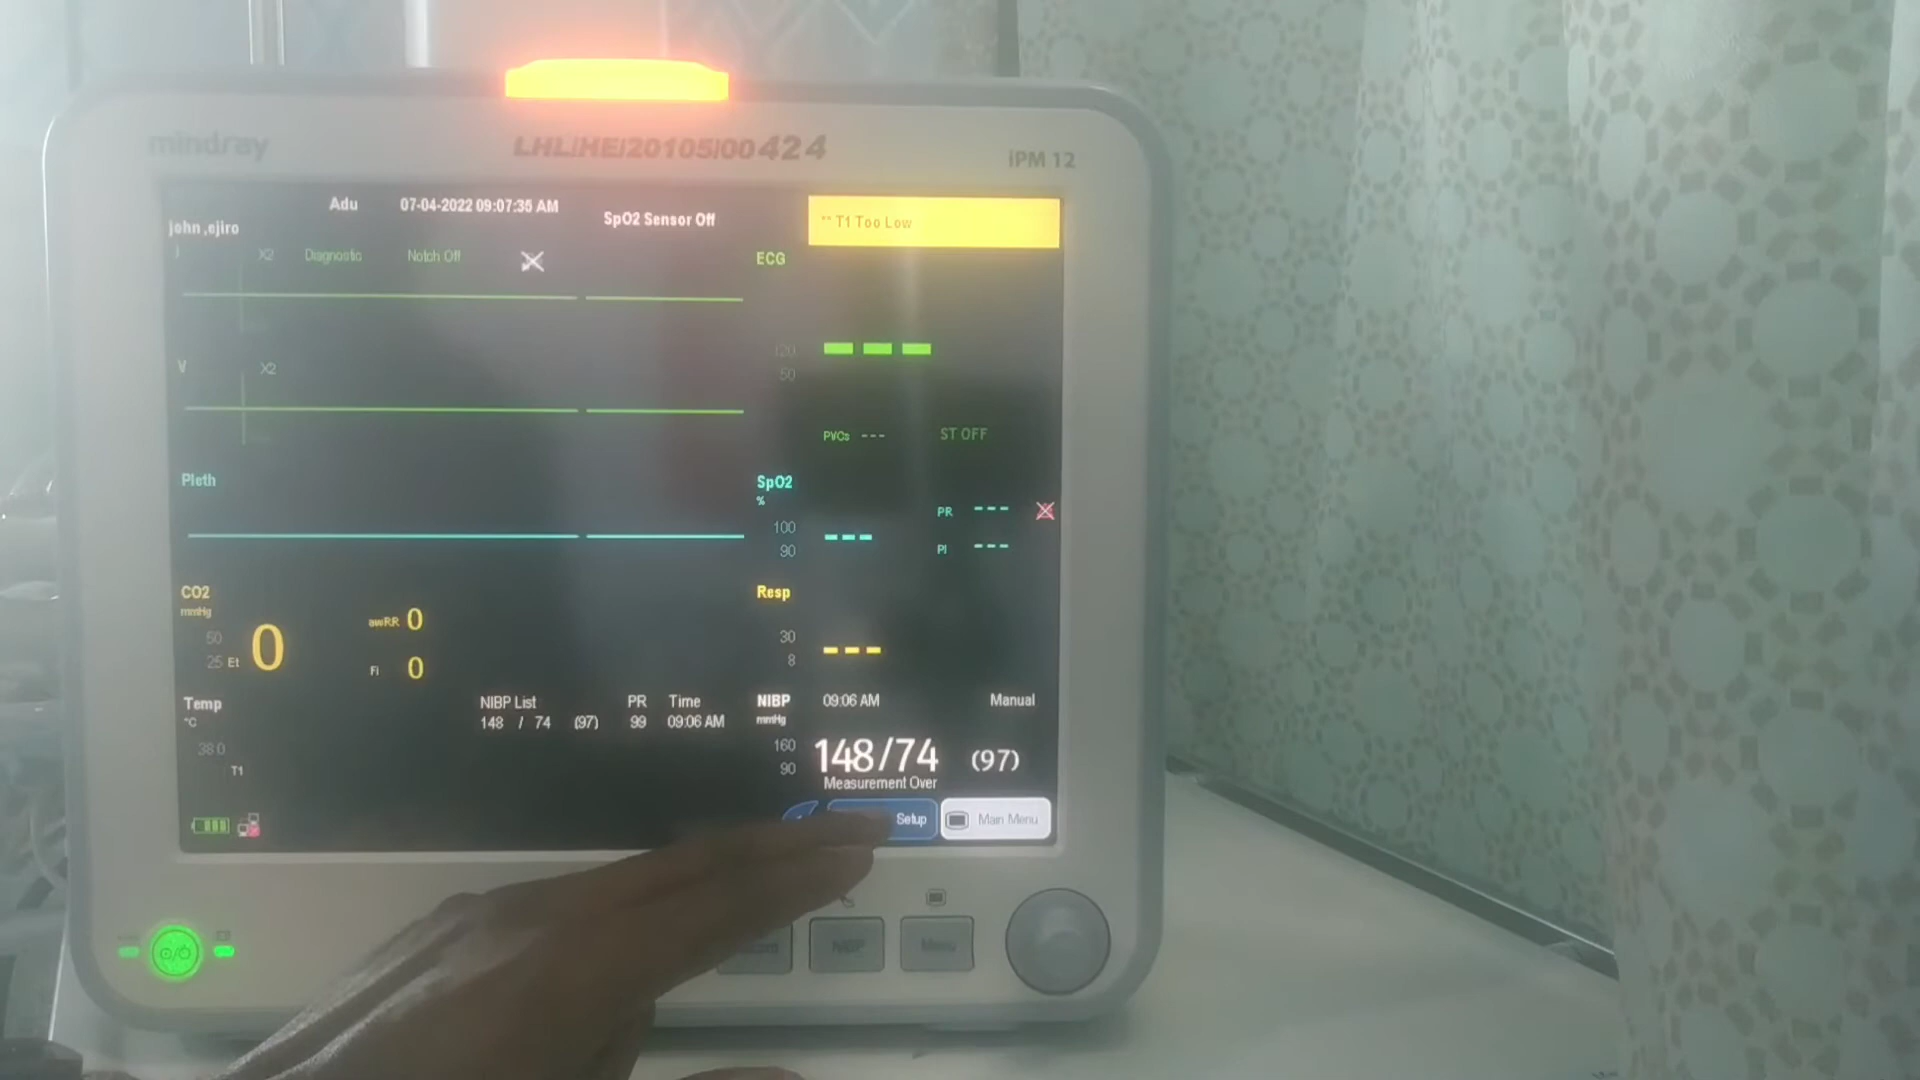 mindray
LHL/HE/20105/00424
iPM 12
Adu
07-04-2022 09:07:35 AM
SpO2 Sensor Off
** T1 Too Low
john ,ejiro
X2
Diagnostic
Notch Off
ECG
120
50
V
X2
PVCs ---
ST OFF
Pleth
SpO2
%
100
90
---
PR ---
PI ---
CO2
mmHg
50
25 Et
0
awRR 0
Fi 0
Resp
30
8
---
Temp
°C
38.0
T1
NIBP List PR Time
148 / 74 (97) 99 09:06 AM
NIBP
mmHg
09:06 AM
Manual
160
90
148/74 (97)
Measurement Over
Setup
Main Menu
NIBP
Menu